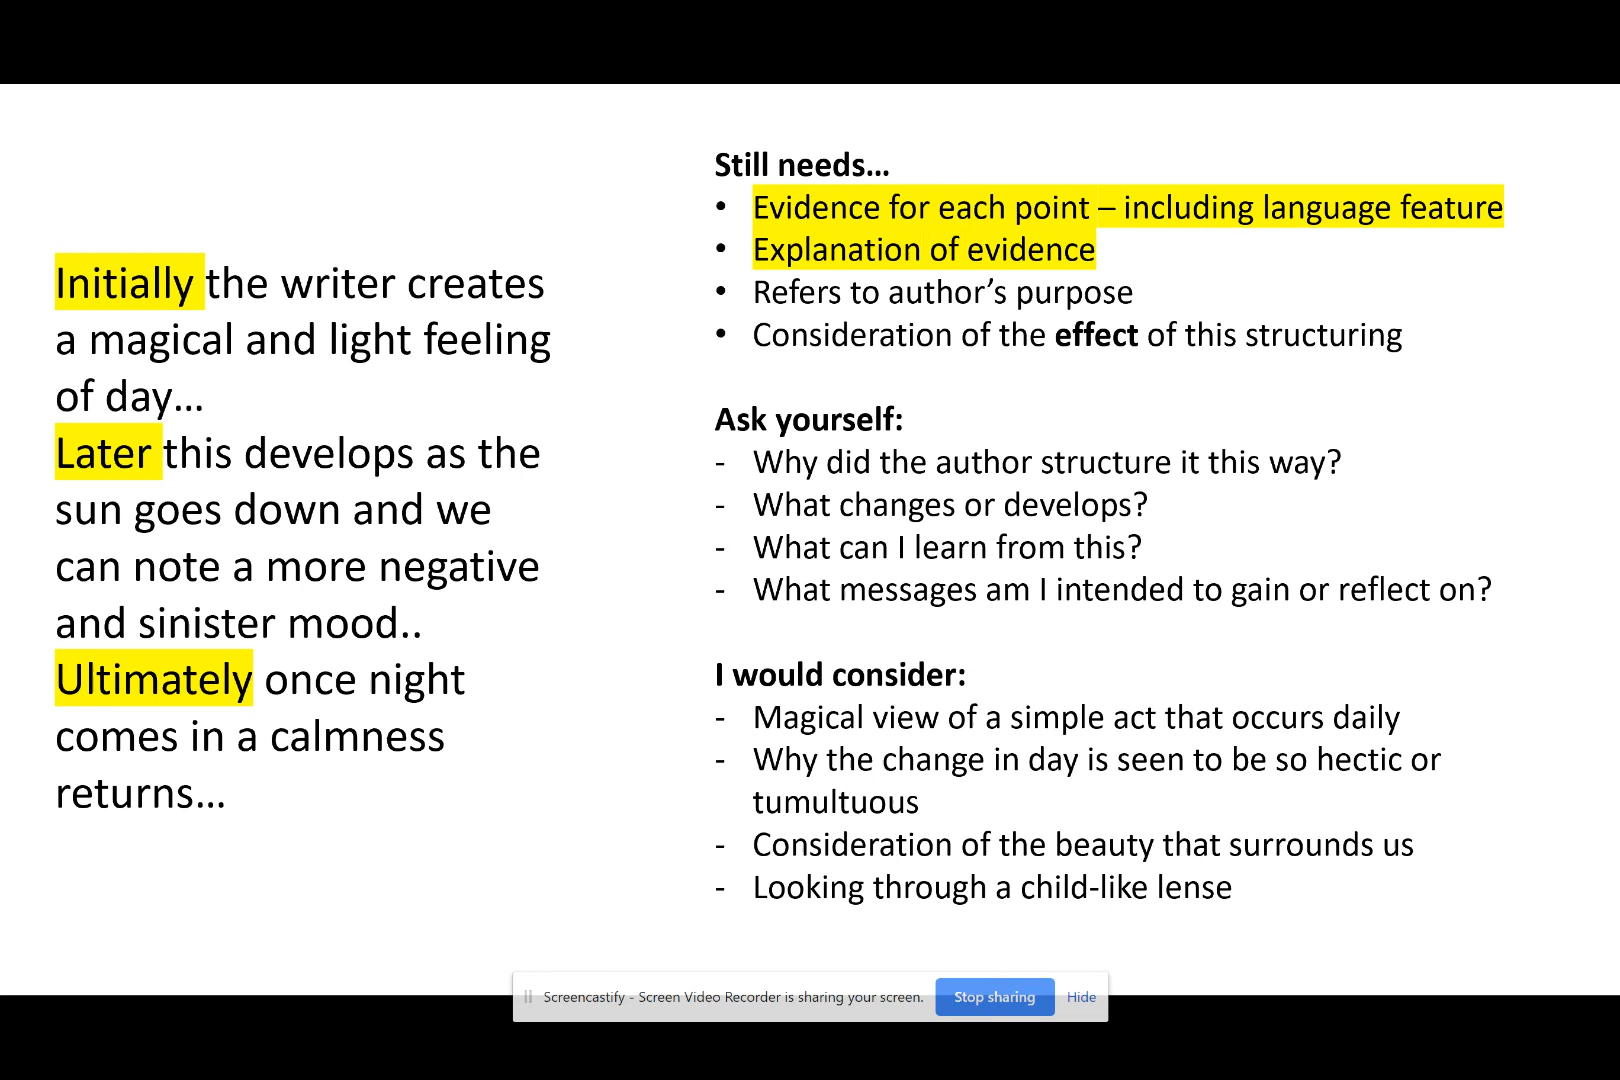 Initially the writer creates
a magical and light feeling
of day...
Later this develops as the
sun goes down and we
can note a more negative
and sinister mood..
Ultimately once night
comes in a calmness
returns...
Still needs...
• Evidence for each point – including language feature
• Explanation of evidence
• Refers to author's purpose
• Consideration of the effect of this structuring
Ask yourself:
- Why did the author structure it this way?
- What changes or develops?
- What can I learn from this?
- What messages am I intended to gain or reflect on?
I would consider:
- Magical view of a simple act that occurs daily
- Why the change in day is seen to be so hectic or
tumultuous
- Consideration of the beauty that surrounds us
- Looking through a child-like lense
Screencastify - Screen Video Recorder is sharing your screen. Stop sharing Hide